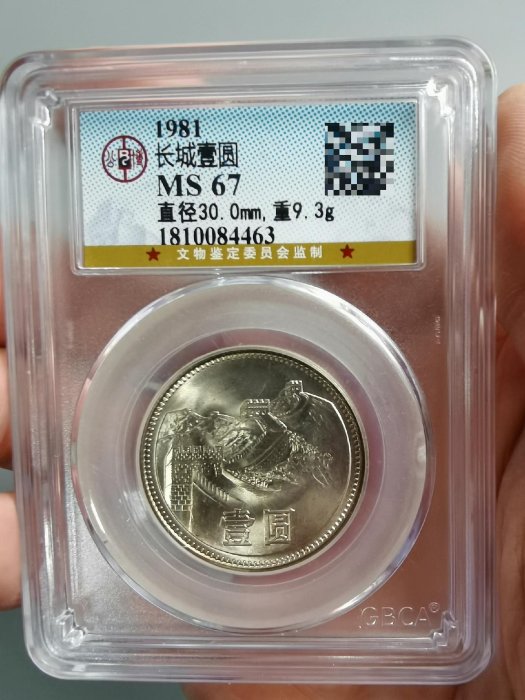 1981
长城壹圆
MS 67
直径30.0mm,重9.3g
1810084463
文物鉴定委员会监制
壹圆
GBCA®